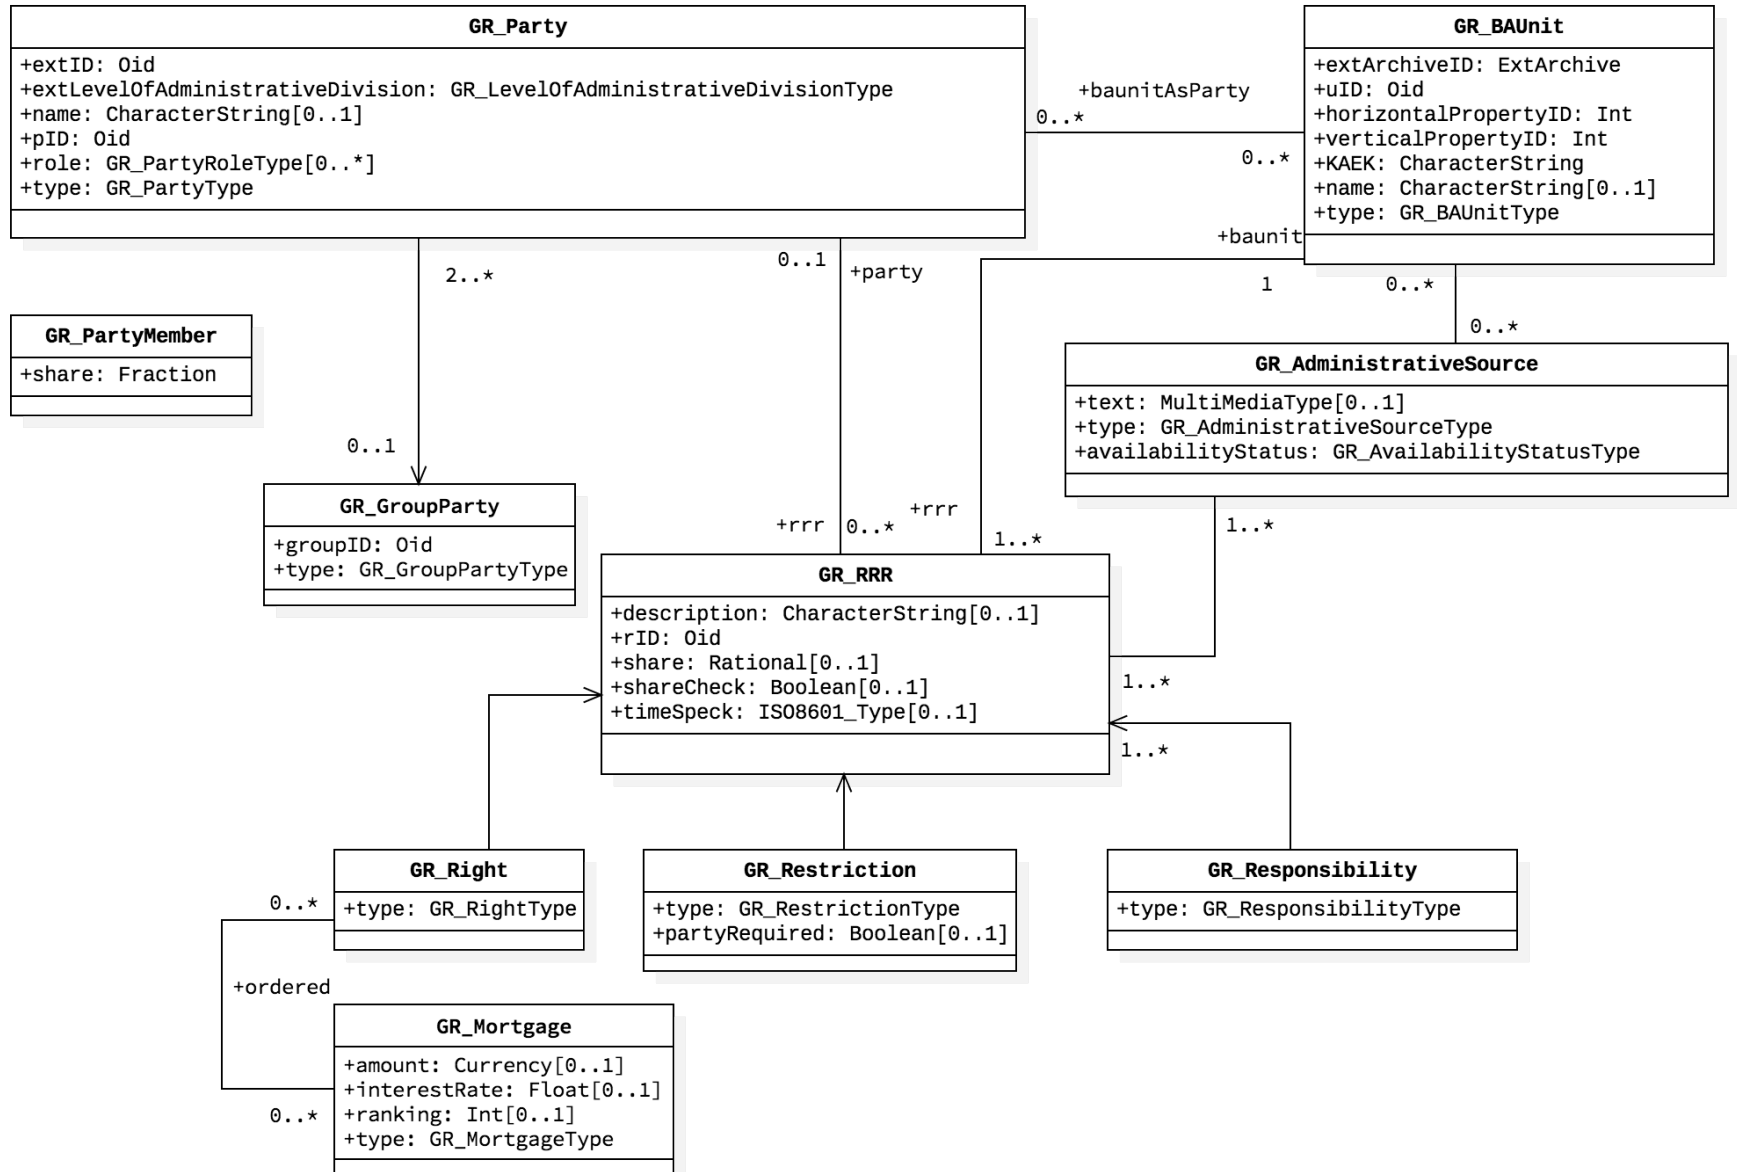 GR_Party
+extID: Oid
+extLevelOfAdministrativeDivision: GR_LevelOfAdministrativeDivisionType
+name: CharacterString[0..1]
+pID: Oid
+role: GR_PartyRoleType[0..*]
+type: GR_PartyType
+baunitAsParty
0..*
0..*
GR_BAUnit
+extArchiveID: ExtArchive
+uID: Oid
+horizontalPropertyID: Int
+verticalPropertyID: Int
+KAEK: CharacterString
+name: CharacterString[0..1]
+type: GR_BAUnitType
+baunit
1
0..*
0..*
2..*
0..1
+party
GR_PartyMember
+share: Fraction
GR_AdministrativeSource
+text: MultiMediaType[0..1]
+type: GR_AdministrativeSourceType
+availabilityStatus: GR_AvailabilityStatusType
0..1
GR_GroupParty
+groupID: Oid
+type: GR_GroupPartyType
+rrr
0..*
+rrr
1..*
1..*
GR_RRR
+description: CharacterString[0..1]
+rID: Oid
+share: Rational[0..1]
+shareCheck: Boolean[0..1]
+timeSpeck: ISO8601_Type[0..1]
1..*
1..*
GR_Right
+type: GR_RightType
GR_Restriction
+type: GR_RestrictionType
+partyRequired: Boolean[0..1]
GR_Responsibility
+type: GR_ResponsibilityType
0..*
+ordered
0..*
GR_Mortgage
+amount: Currency[0..1]
+interestRate: Float[0..1]
+ranking: Int[0..1]
+type: GR_MortgageType